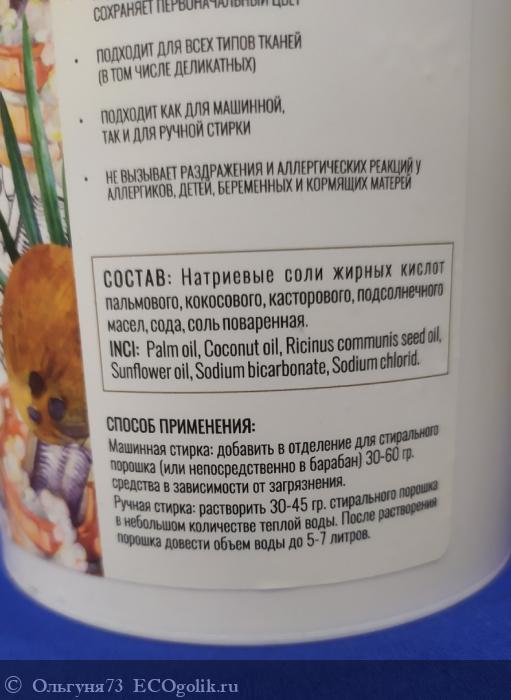 СОХРАНЯЕТ ПЕРВОНАЧАЛЬНЫЙ ЦВЕТ
• ПОДХОДИТ ДЛЯ ВСЕХ ТИПОВ ТКАНЕЙ
(В ТОМ ЧИСЛЕ ДЕЛИКАТНЫХ)
• ПОДХОДИТ КАК ДЛЯ МАШИННОЙ,
ТАК И ДЛЯ РУЧНОЙ СТИРКИ
• НЕ ВЫЗЫВАЕТ РАЗДРАЖЕНИЯ И АЛЛЕРГИЧЕСКИХ РЕАКЦИЙ У
АЛЛЕРГИКОВ, ДЕТЕЙ, БЕРЕМЕННЫХ И КОРМЯЩИХ МАТЕРЕЙ
СОСТАВ: Натриевые соли жирных кислот
пальмового, кокосового, касторового, подсолнечного
масел, сода, соль поваренная.
INCI: Palm oil, Coconut oil, Ricinus communis seed oil,
Sunflower oil, Sodium bicarbonate, Sodium chlorid.
СПОСОБ ПРИМЕНЕНИЯ:
Машинная стирка: добавить в отделение для стирального
порошка (или непосредственно в барабан) 30-60 гр.
средства в зависимости от загрязнения.
Ручная стирка: растворить 30-45 гр. стирального порошка
в небольшом количестве теплой воды. После растворения
порошка довести объем воды до 5-7 литров.
© Ольгуня73 ECOgolik.ru